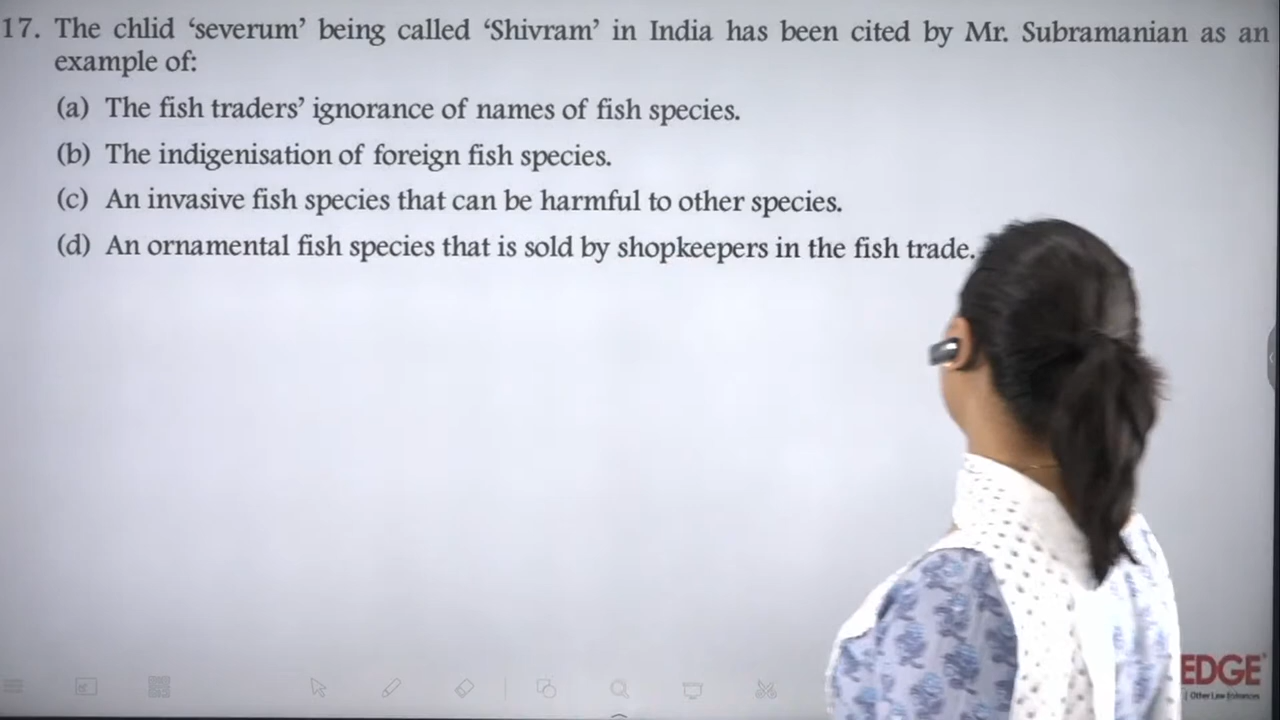 17. The chlid ‘severum’ being called ‘Shivram’ in India has been cited by Mr. Subramanian as an
example of:
(a) The fish traders’ ignorance of names of fish species.
(b) The indigenisation of foreign fish species.
(c) An invasive fish species that can be harmful to other species.
(d) An ornamental fish species that is sold by shopkeepers in the fish trade.
EDGE
| Other Law Entrances